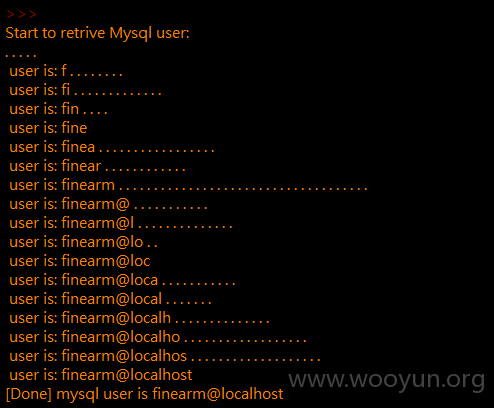 >>>
Start to retrive Mysql user:
. . . . .
user is: f . . . . . . . .
user is: fi . . . . . . . . . . . . .
user is: fin . . . .
user is: fine
user is: finea . . . . . . . . . . . . . . . . .
user is: finear . . . . . . . . . . . .
user is: finearm . . . . . . . . . . . . . . . . . . . . . . . . . . . . . . . . . . . . .
user is: finearm@ . . . . . . . . . . .
user is: finearm@l . . . . . . . . . . . . . .
user is: finearm@lo . .
user is: finearm@loc
user is: finearm@loca . . . . . . . . . . .
user is: finearm@local . . . . . . .
user is: finearm@localh . . . . . . . . . . . . . .
user is: finearm@localho . . . . . . . . . . . . . . . . . .
user is: finearm@localhos . . . . . . . . . . . . . . . . . . .
user is: finearm@localhost
www.wooyun.org
[Done] mysql user is finearm@localhost